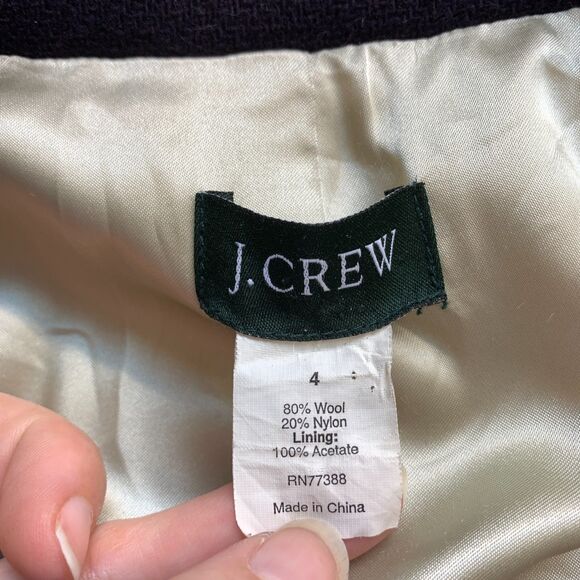 J.CREW
4
80% Wool
20% Nylon
Lining:
100% Acetate
RN77388
Made in China